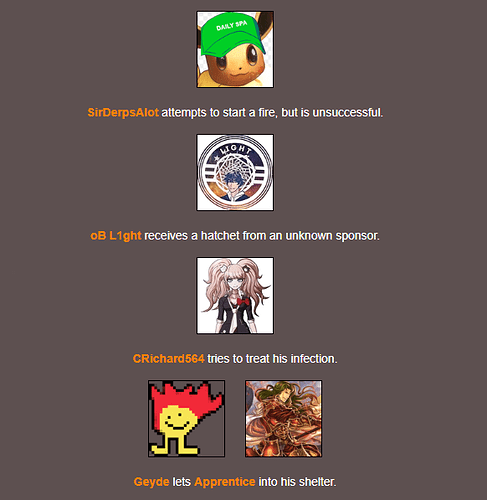 DAILY SPA
SirDerpsAlot attempts to start a fire, but is unsuccessful.
LIGHT
oB L1ght receives a hatchet from an unknown sponsor.
CRichard564 tries to treat his infection.
Geyde lets Apprentice into his shelter.